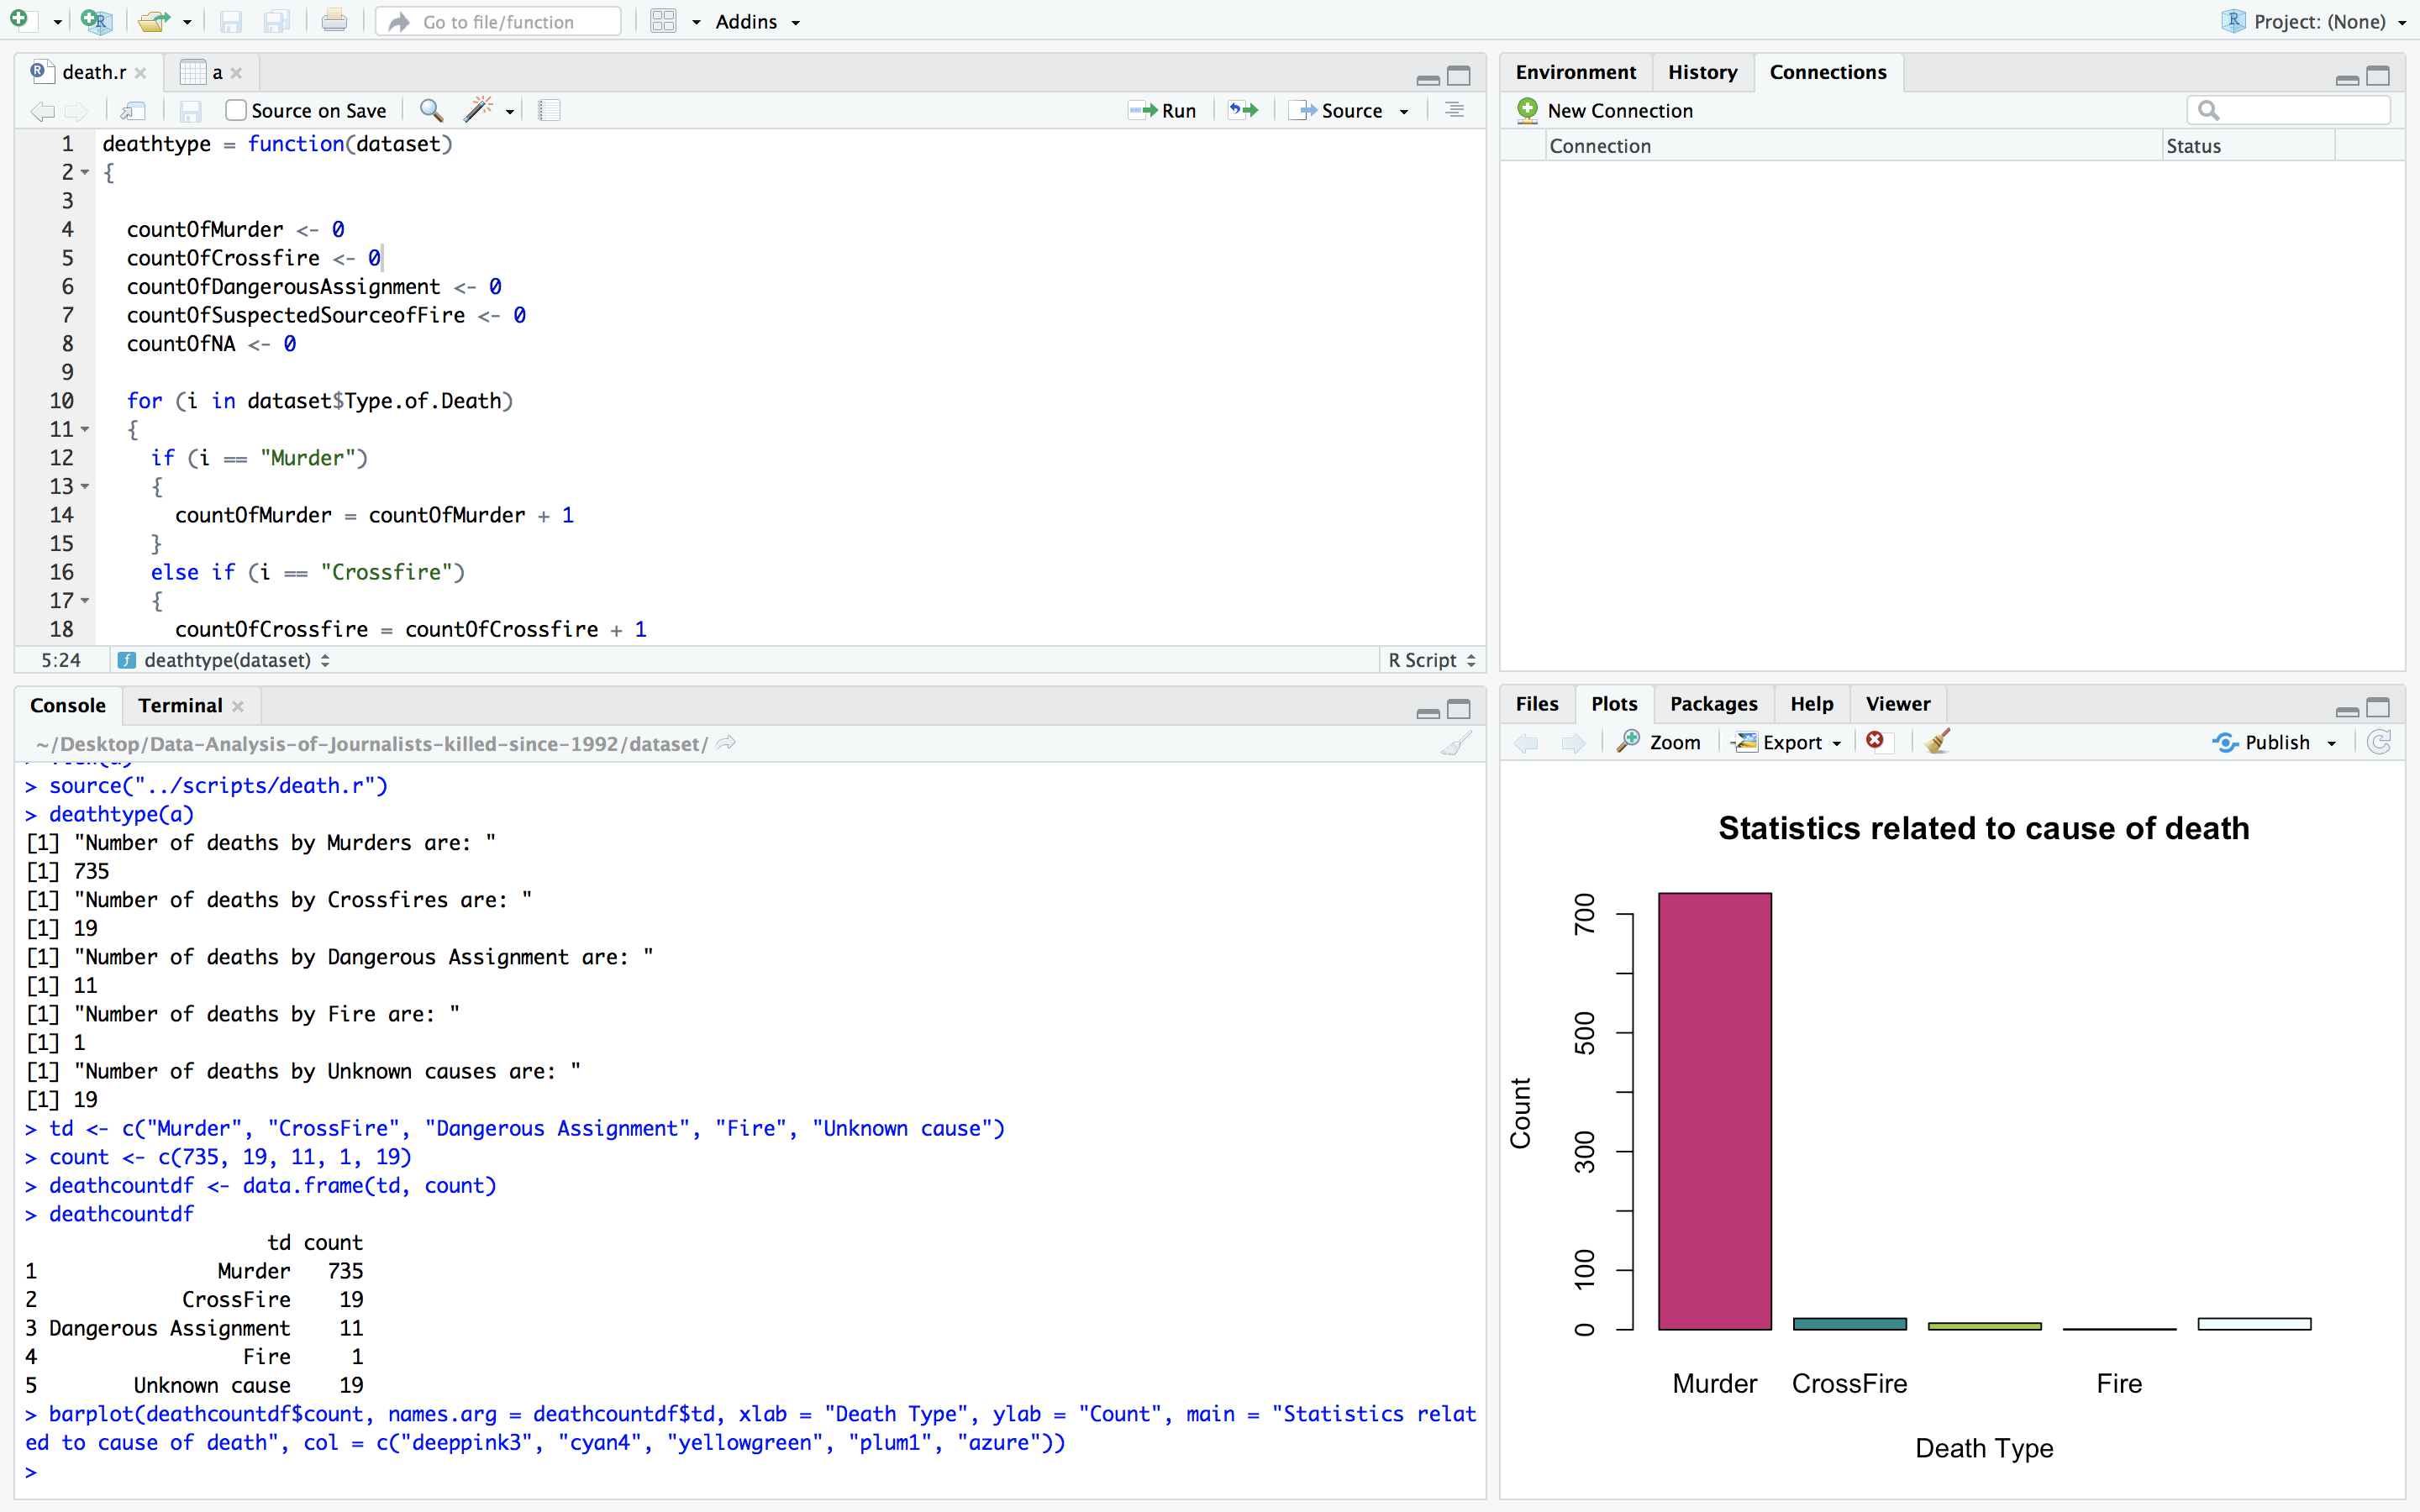 Go to file/function
Addins
Project: (None)
death.r
a
Source on Save
Run
Source
1 deathtype = function(dataset)
2 {
3
4 countOfMurder <- 0
5 countOfCrossfire <- 0
6 countOfDangerousAssignment <- 0
7 countOfSuspectedSourceofFire <- 0
8 countOfNA <- 0
9
10 for (i in dataset$Type.of.Death)
11 {
12 if (i == "Murder")
13 {
14 countOfMurder = countOfMurder + 1
15 }
16 else if (i == "Crossfire")
17 {
18 countOfCrossfire = countOfCrossfire + 1
5:24 deathtype(dataset) R Script
Environment History Connections
New Connection
Connection Status
Console Terminal
~/Desktop/Data-Analysis-of-Journalists-killed-since-1992/dataset/
> source("../scripts/death.r")
> deathtype(a)
[1] "Number of deaths by Murders are: "
[1] 735
[1] "Number of deaths by Crossfires are: "
[1] 19
[1] "Number of deaths by Dangerous Assignment are: "
[1] 11
[1] "Number of deaths by Fire are: "
[1] 1
[1] "Number of deaths by Unknown causes are: "
[1] 19
> td <- c("Murder", "CrossFire", "Dangerous Assignment", "Fire", "Unknown cause")
> count <- c(735, 19, 11, 1, 19)
> deathcountdf <- data.frame(td, count)
> deathcountdf
td count
1 Murder 735
2 CrossFire 19
3 Dangerous Assignment 11
4 Fire 1
5 Unknown cause 19
> barplot(deathcountdf$count, names.arg = deathcountdf$td, xlab = "Death Type", ylab = "Count", main = "Statistics relat
ed to cause of death", col = c("deeppink3", "cyan4", "yellowgreen", "plum1", "azure"))
>
Files Plots Packages Help Viewer
Zoom Export Publish
Statistics related to cause of death
700
500
300
100
0
Count
Murder CrossFire Fire
Death Type